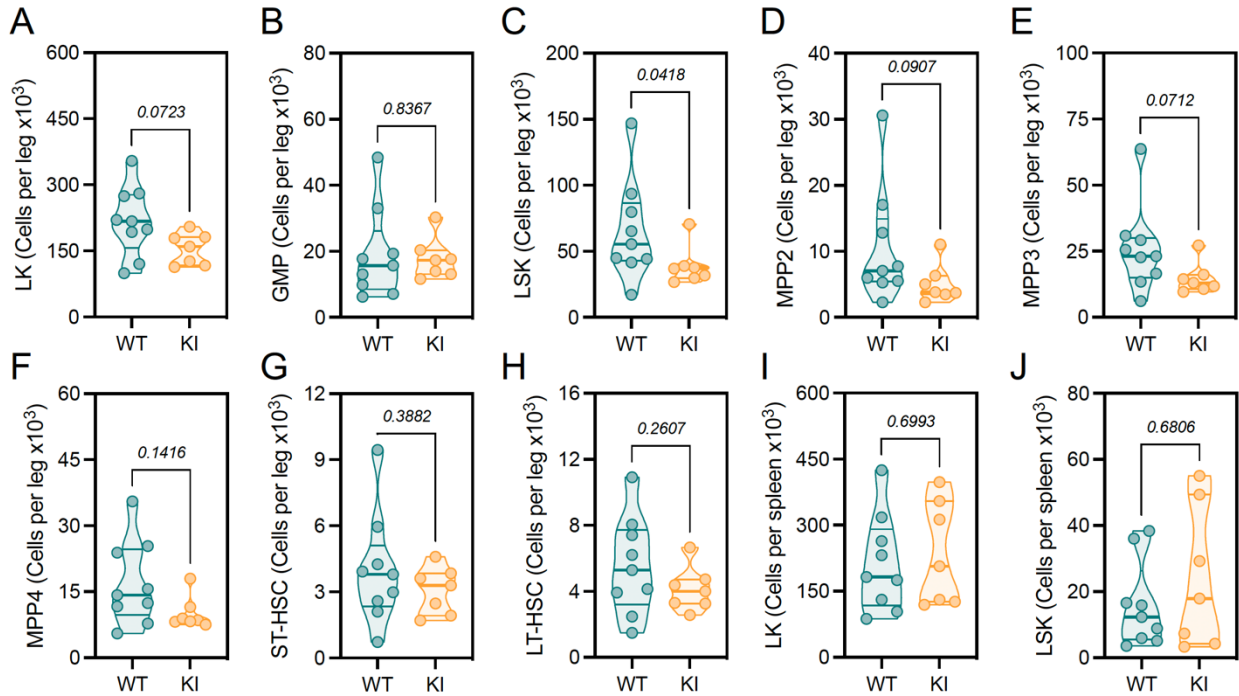 A
LK (Cells per leg x10³)
600
450
300
150
0
0.0723
WT KI
B
GMP (Cells per leg x10³)
80
60
40
20
0
0.8367
WT KI
C
LSK (Cells per leg x10³)
200
150
100
50
0
0.0418
WT KI
D
MPP2 (Cells per leg x10³)
40
30
20
10
0
0.0907
WT KI
E
MPP3 (Cells per leg x10³)
100
75
50
25
0
0.0712
WT KI
F
MPP4 (Cells per leg x10³)
60
45
30
15
0
0.1416
WT KI
G
ST-HSC (Cells per leg x10³)
12
9
6
3
0
0.3882
WT KI
H
LT-HSC (Cells per leg x10³)
16
12
8
4
0
0.2607
WT KI
I
LK (Cells per spleen x10³)
600
450
300
150
0
0.6993
WT KI
J
LSK (Cells per spleen x10³)
80
60
40
20
0
0.6806
WT KI